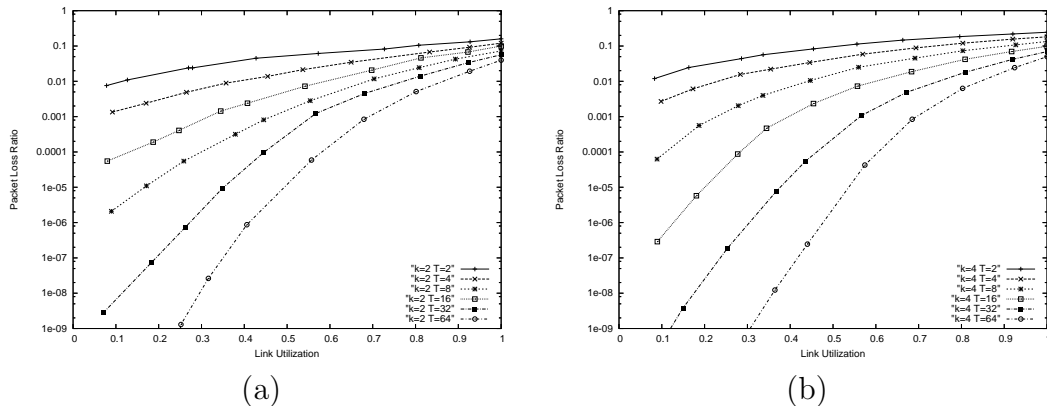 1
0.1
0.01
0.001
0.0001
1e-05
1e-06
1e-07
1e-08
1e-09
Packet Loss Ratio
0 0.1 0.2 0.3 0.4 0.5 0.6 0.7 0.8 0.9 1
Link Utilization
"k=2 T=2"
"k=2 T=4"
"k=2 T=8"
"k=2 T=16"
"k=2 T=32"
"k=2 T=64"
(a)
1
0.1
0.01
0.001
0.0001
1e-05
1e-06
1e-07
1e-08
1e-09
Packet Loss Ratio
0 0.1 0.2 0.3 0.4 0.5 0.6 0.7 0.8 0.9 1
Link Utilization
"k=4 T=2"
"k=4 T=4"
"k=4 T=8"
"k=4 T=16"
"k=4 T=32"
"k=4 T=64"
(b)